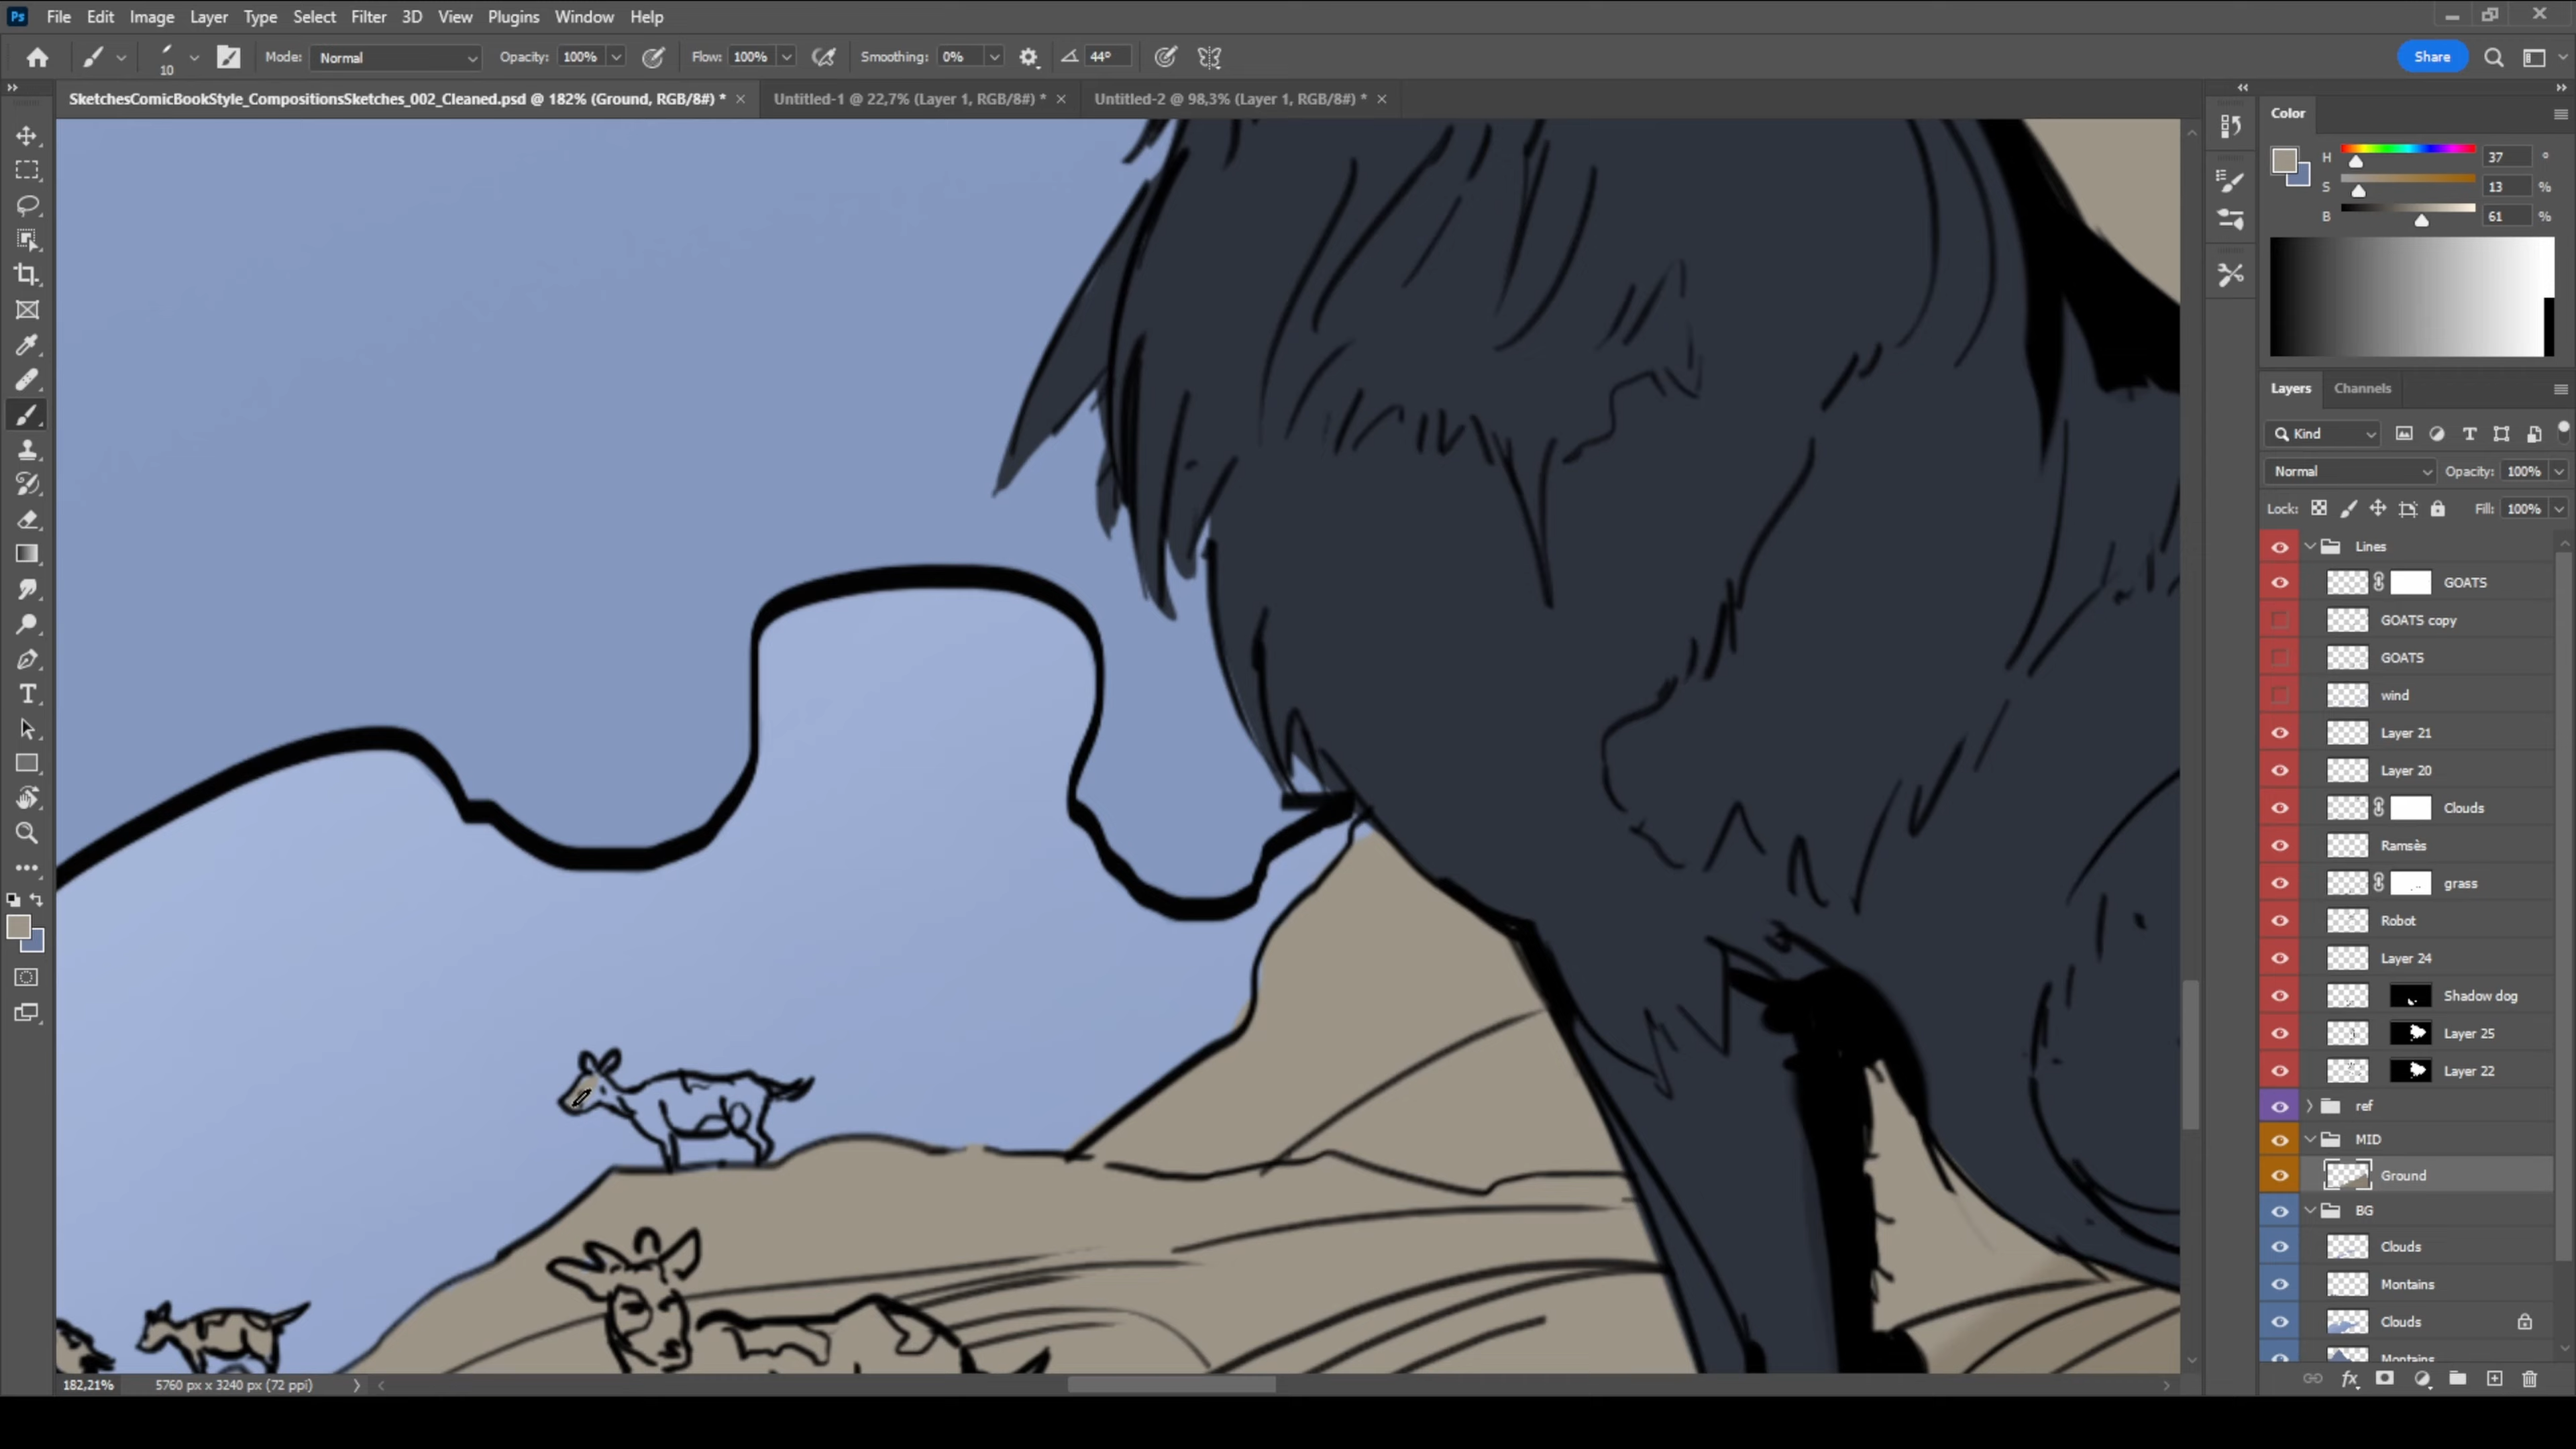 Ps File Edit Image Layer Type Select Filter 3D View Plugins Window Help
10 Mode: Normal Opacity: 100% Flow: 100% Smoothing: 0% 44° Share
SketchesComicBookStyle_CompositionsSketches_002_Cleaned.psd @ 182% (Ground, RGB/8#) * Untitled-1 @ 22,7% (Layer 1, RGB/8#) * Untitled-2 @ 98,3% (Layer 1, RGB/8#) *
Color
H 37 °
S 13 %
B 61 %
Layers Channels
Kind
Normal Opacity: 100%
Lock: Fill: 100%
Lines
GOATS
GOATS copy
GOATS
wind
Layer 21
Layer 20
Clouds
Ramsès
grass
Robot
Layer 24
Shadow dog
Layer 25
Layer 22
ref
MID
Ground
BG
Clouds
Montains
Clouds
Montains
182,21% 5760 px x 3240 px (72 ppi)